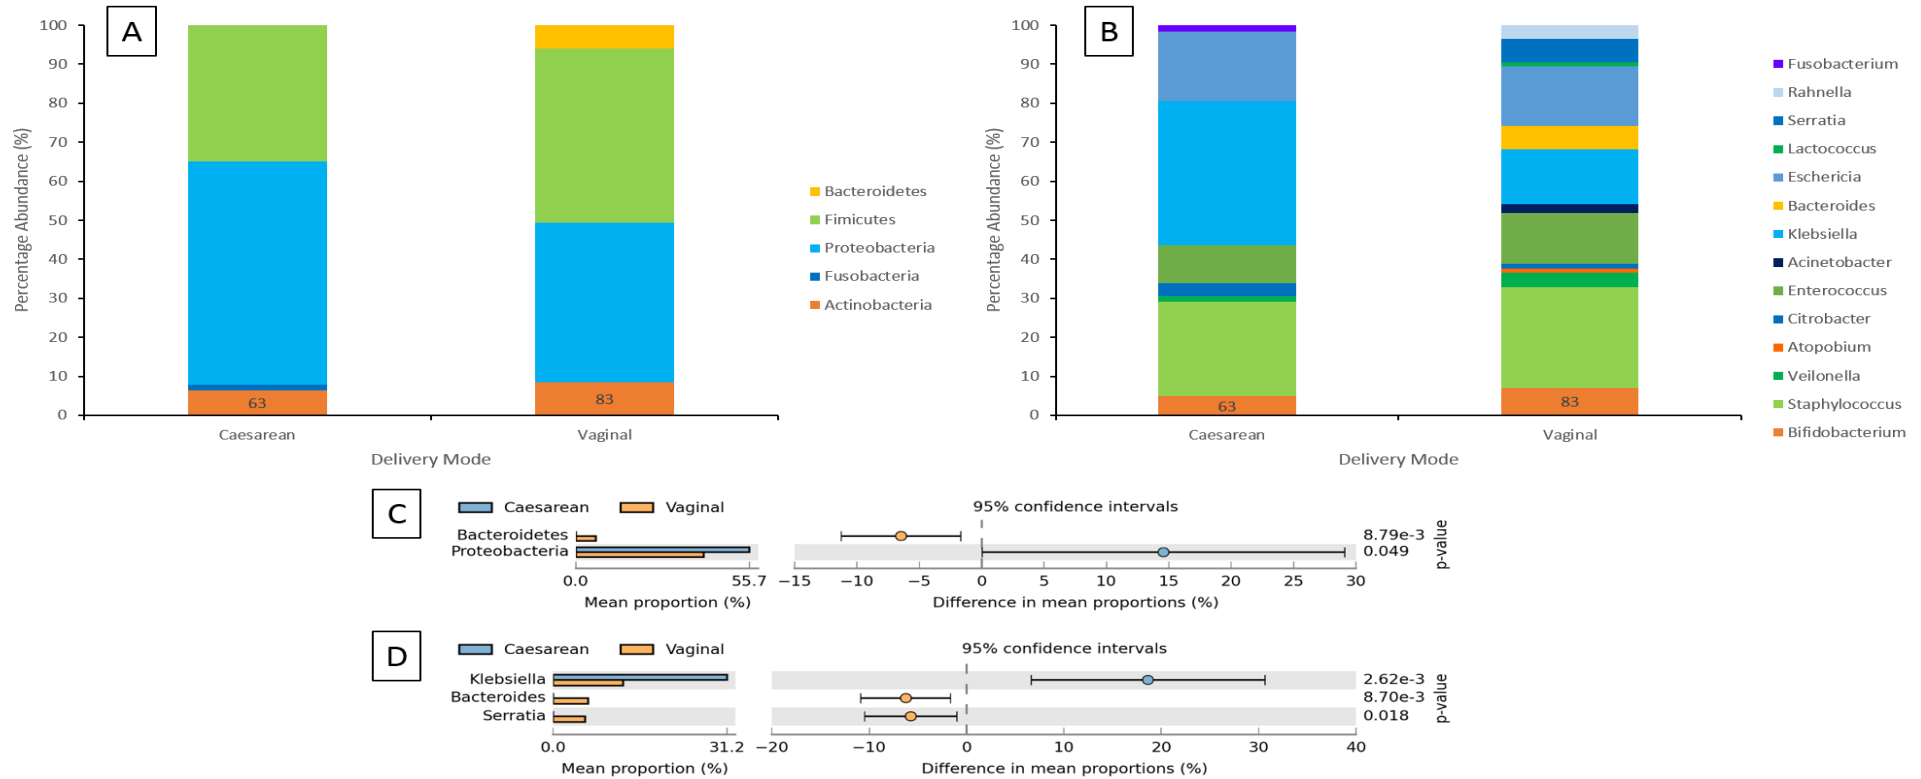 A
100
90
80
70
60
50
40
30
20
10
0
Percentage Abundance (%)
63
83
Caesarean
Vaginal
Delivery Mode
Bacteroidetes
Fimicutes
Proteobacteria
Fusobacteria
Actinobacteria
B
100
90
80
70
60
50
40
30
20
10
0
Percentage Abundance (%)
63
83
Caesarean
Vaginal
Delivery Mode
Fusobacterium
Rahnella
Serratia
Lactococcus
Eschericia
Bacteroides
Klebsiella
Acinetobacter
Enterococcus
Citrobacter
Atopobium
Veilonella
Staphylococcus
Bifidobacterium
C
Caesarean Vaginal
95% confidence intervals
Bacteroidetes 8.79e-3
Proteobacteria 0.049
p-value
0.0 55.7 −15 −10 −5 0 5 10 15 20 25 30
Mean proportion (%) Difference in mean proportions (%)
D
Caesarean Vaginal
95% confidence intervals
Klebsiella 2.62e-3
Bacteroides 8.70e-3
Serratia 0.018
p-value
0.0 31.2 −20 −10 0 10 20 30 40
Mean proportion (%) Difference in mean proportions (%)